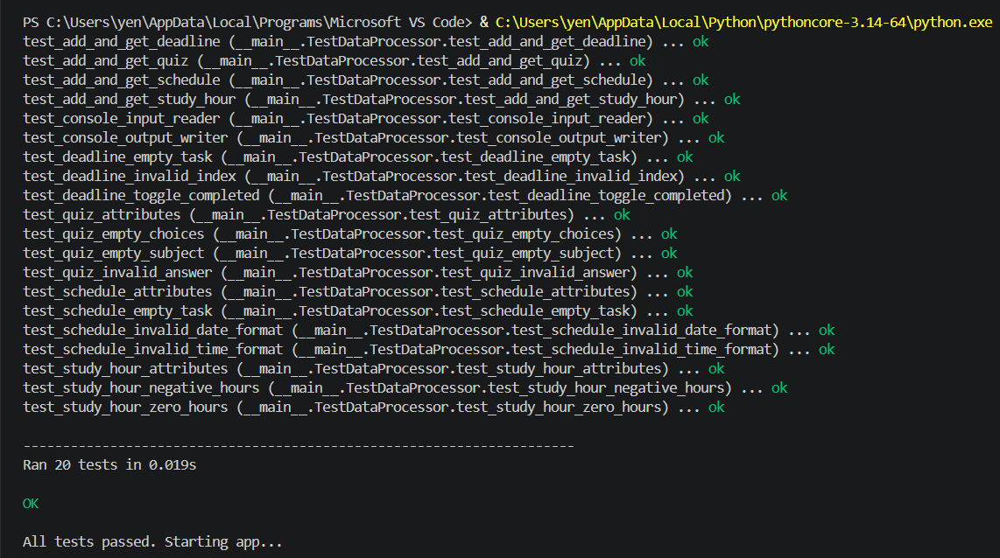 PS C:\Users\yen\AppData\Local\Programs\Microsoft VS Code> & C:\Users\yen\AppData\Local\Python\pythoncore-3.14-64\python.exe
test_add_and_get_deadline (__main__.TestDataProcessor.test_add_and_get_deadline) ... ok
test_add_and_get_quiz (__main__.TestDataProcessor.test_add_and_get_quiz) ... ok
test_add_and_get_schedule (__main__.TestDataProcessor.test_add_and_get_schedule) ... ok
test_add_and_get_study_hour (__main__.TestDataProcessor.test_add_and_get_study_hour) ... ok
test_console_input_reader (__main__.TestDataProcessor.test_console_input_reader) ... ok
test_console_output_writer (__main__.TestDataProcessor.test_console_output_writer) ... ok
test_deadline_empty_task (__main__.TestDataProcessor.test_deadline_empty_task) ... ok
test_deadline_invalid_index (__main__.TestDataProcessor.test_deadline_invalid_index) ... ok
test_deadline_toggle_completed (__main__.TestDataProcessor.test_deadline_toggle_completed) ... ok
test_quiz_attributes (__main__.TestDataProcessor.test_quiz_attributes) ... ok
test_quiz_empty_choices (__main__.TestDataProcessor.test_quiz_empty_choices) ... ok
test_quiz_empty_subject (__main__.TestDataProcessor.test_quiz_empty_subject) ... ok
test_quiz_invalid_answer (__main__.TestDataProcessor.test_quiz_invalid_answer) ... ok
test_schedule_attributes (__main__.TestDataProcessor.test_schedule_attributes) ... ok
test_schedule_empty_task (__main__.TestDataProcessor.test_schedule_empty_task) ... ok
test_schedule_invalid_date_format (__main__.TestDataProcessor.test_schedule_invalid_date_format) ... ok
test_schedule_invalid_time_format (__main__.TestDataProcessor.test_schedule_invalid_time_format) ... ok
test_study_hour_attributes (__main__.TestDataProcessor.test_study_hour_attributes) ... ok
test_study_hour_negative_hours (__main__.TestDataProcessor.test_study_hour_negative_hours) ... ok
test_study_hour_zero_hours (__main__.TestDataProcessor.test_study_hour_zero_hours) ... ok
----------------------------------------------------------------------
Ran 20 tests in 0.019s
OK
All tests passed. Starting app...